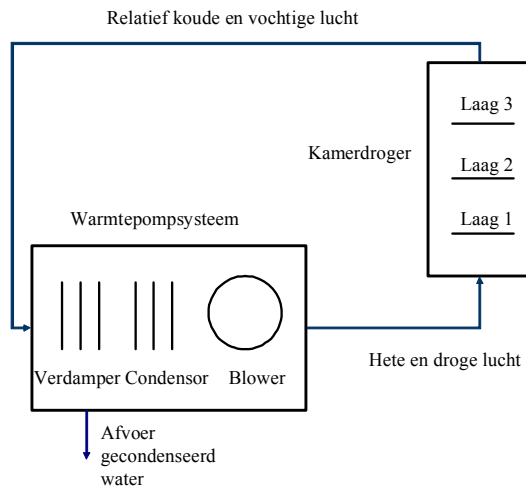 Relatief koude en vochtige lucht
Laag 3
Kamerdroger
Laag 2
Laag 1
Warmtepompsysteem
Verdamper Condensor Blower
Hete en droge lucht
Afvoer
gecondenseerd
water